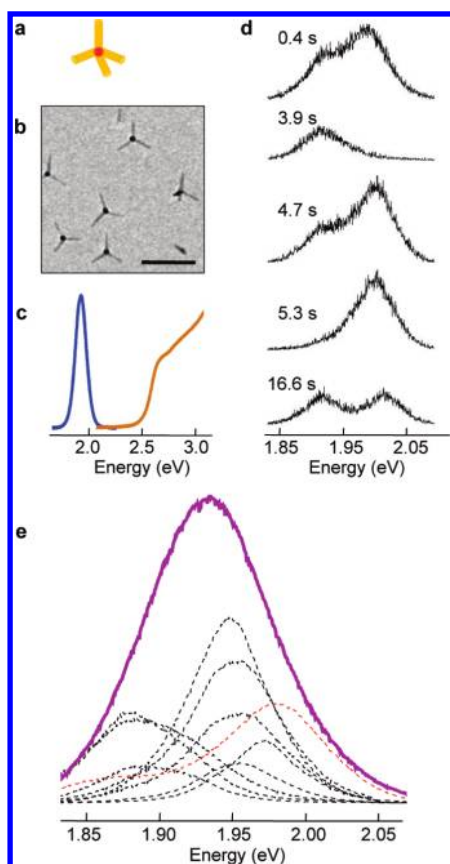 a
b
c
2.0 2.5 3.0
Energy (eV)
d
0.4 s
3.9 s
4.7 s
5.3 s
16.6 s
1.85 1.95 2.05
Energy (eV)
e
1.85 1.90 1.95 2.00 2.05
Energy (eV)